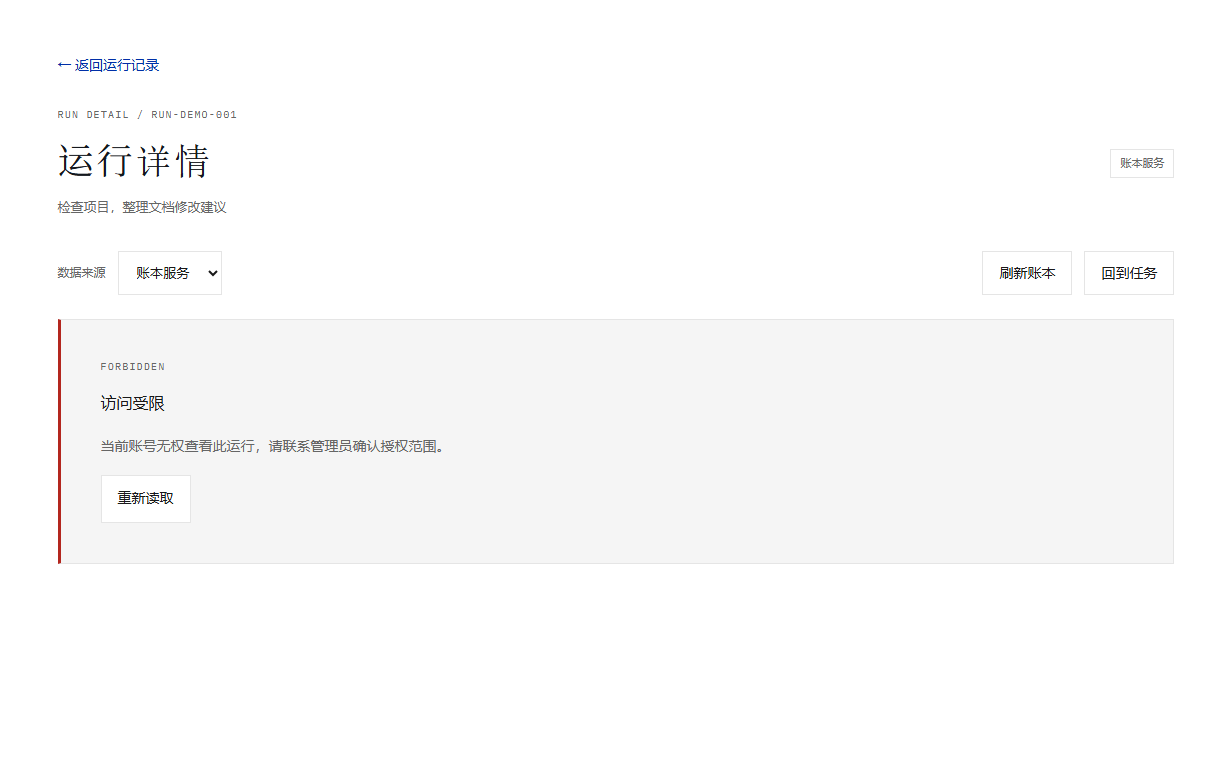 ← 返回运行记录
RUN DETAIL / RUN-DEMO-001
运行详情
账本服务
检查项目，整理文档修改建议
数据来源 账本服务
刷新账本 回到任务
FORBIDDEN
访问受限
当前账号无权查看此运行，请联系管理员确认授权范围。
重新读取